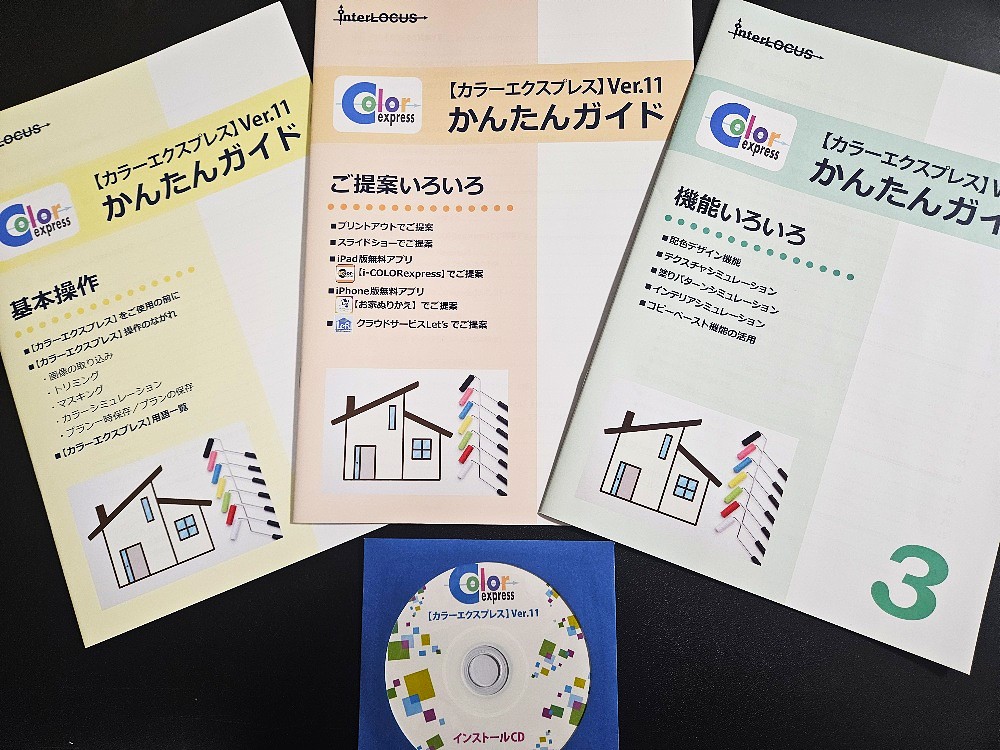 LOCUS
Color
express
【カラーエクスプレス】Ver.11
かんたんガイド
基本操作
■【カラーエクスプレス】をご使用の前に
■【カラーエクスプレス】操作のながれ
・画像の取り込み
・トリミング
・マスキング
・カラーシミュレーション
・プラン一時保存/プランの保存
■【カラーエクスプレス】用語一覧
interLOCUS
Color
express
【カラーエクスプレス】Ver.11
かんたんガイド
ご提案いろいろ
■プリントアウトでご提案
■スライドショーでご提案
■iPad版無料アプリ
【i-COLORexpress】でご提案
■iPhone版無料アプリ
【お家ぬりかえ】でご提案
■ Let's クラウドサービスLet'sでご提案
interLOCUS
Color
express
【カラーエクスプレス】V
かんたんガイ
機能いろいろ
■配色デザイン機能
■テクスチャシミュレーション
■塗りパターンシミュレーション
■インテリアシミュレーション
■コピーペースト機能の活用
3
Color
express
【カラーエクスプレス】Ver.11
インストールCD